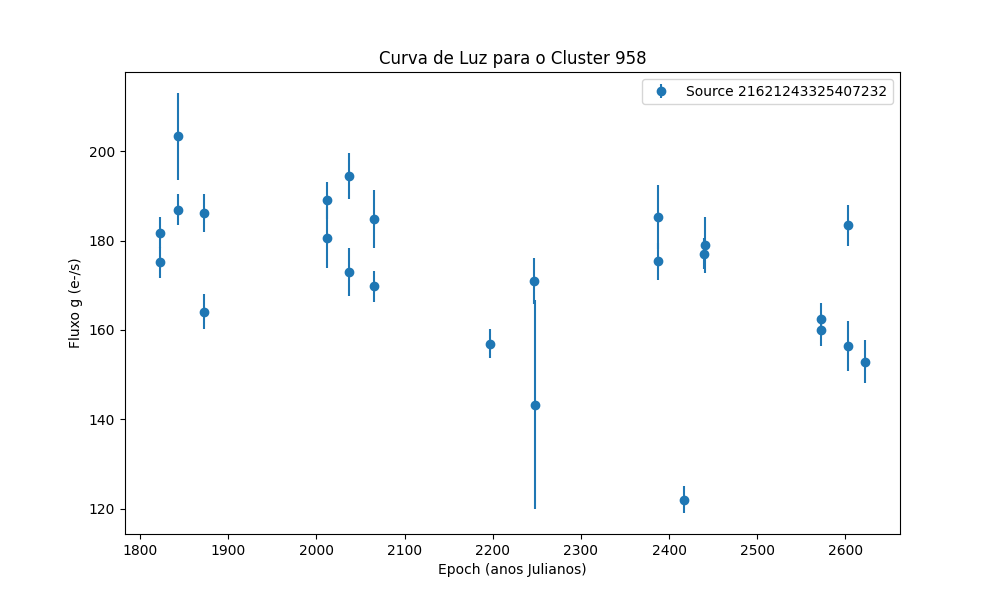 Curva de Luz para o Cluster 958
Source 21621243325407232
Fluxo g (e-/s)
200
180
160
140
120
1800 1900 2000 2100 2200 2300 2400 2500 2600
Epoch (anos Julianos)